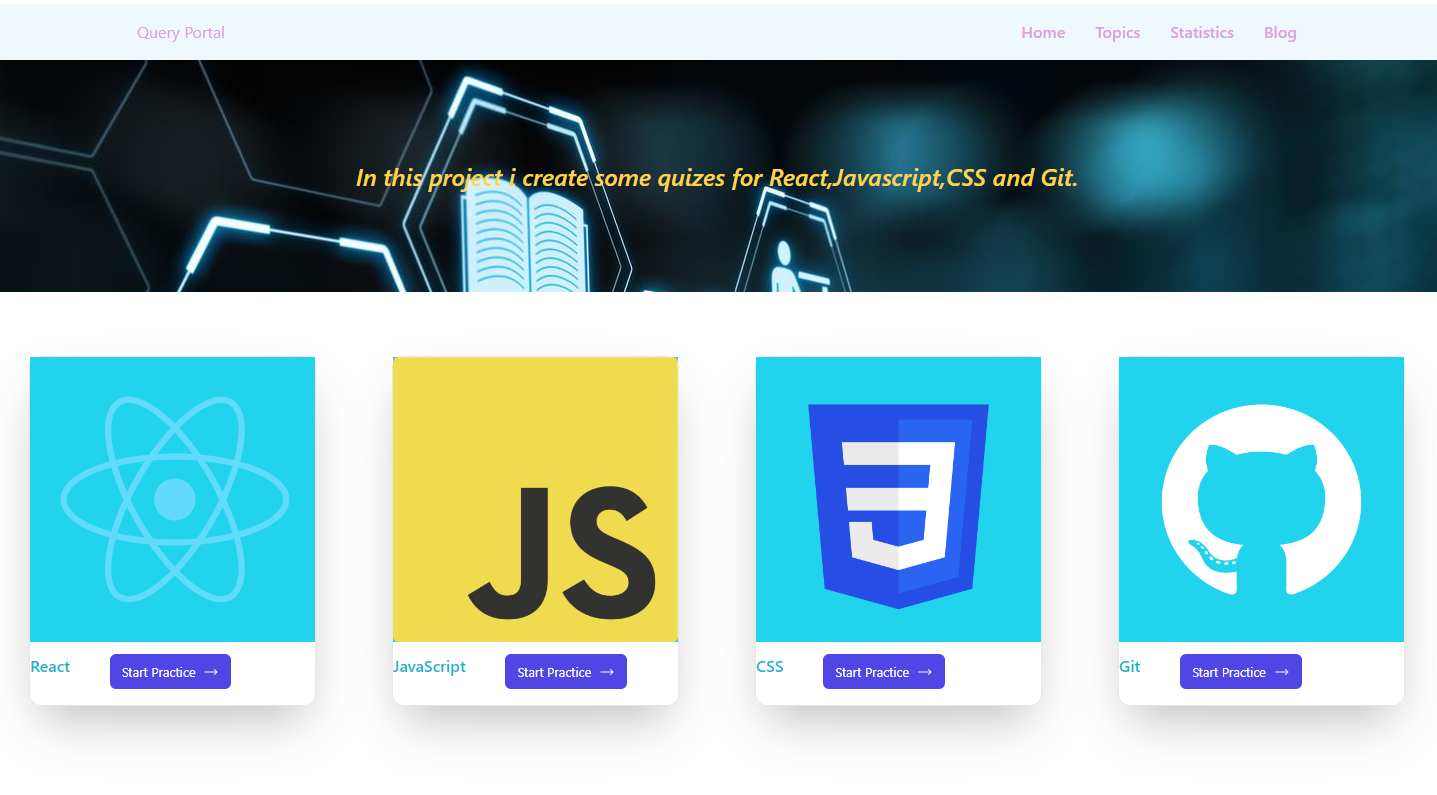 Query Portal
Home Topics Statistics Blog
In this project i create some quizes for React,Javascript,CSS and Git.
JS
React
Start Practice →
JavaScript
Start Practice →
CSS
Start Practice →
Git
Start Practice →